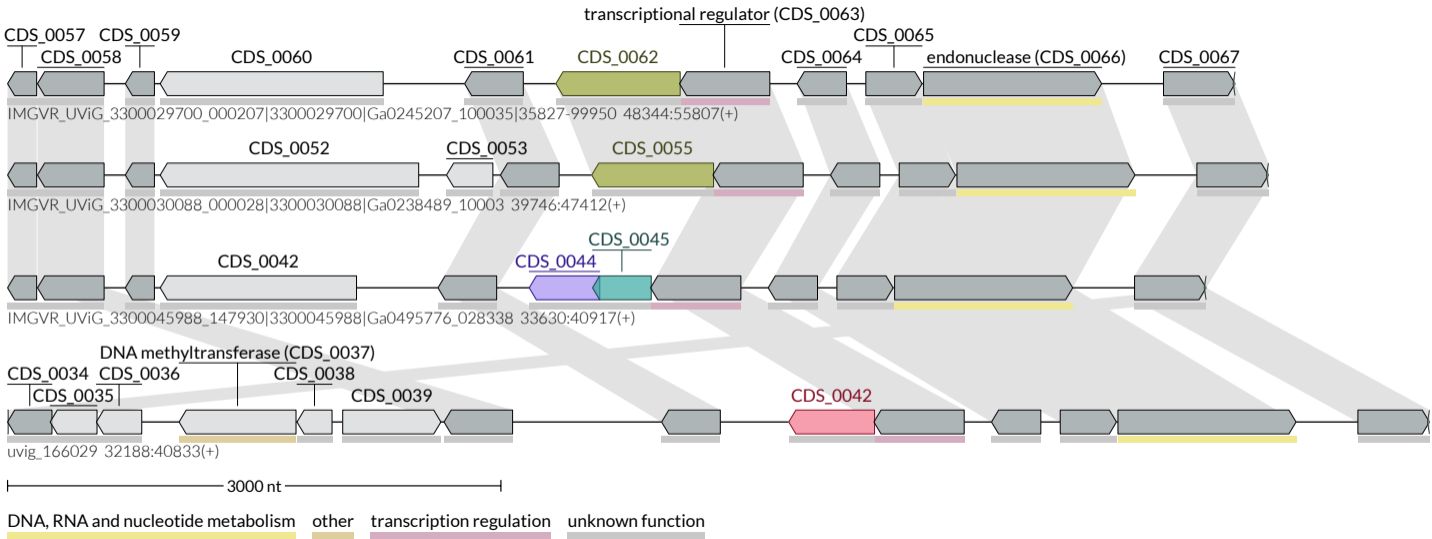 transcriptional regulator (CDS_0063)
CDS_0057 CDS_0059 CDS_0065
CDS_0058 CDS_0060 CDS_0061 CDS_0062 CDS_0064 endonuclease (CDS_0066) CDS_0067
IMGVR_UViG_3300029700_000207|3300029700|Ga0245207_100035|35827-99950 48344:55807(+)
CDS_0052 CDS_0053 CDS_0055
IMGVR_UViG_3300030088_000028|3300030088|Ga0238489_10003 39746:47412(+)
CDS_0045
CDS_0042 CDS_0044
IMGVR_UViG_3300045988_147930|3300045988|Ga0495776_028338 33630:40917(+)
DNA methyltransferase (CDS_0037)
CDS_0034 CDS_0036 CDS_0038
CDS_0035 CDS_0039 CDS_0042
uvig_166029 32188:40833(+)
3000 nt
DNA, RNA and nucleotide metabolism other transcription regulation unknown function